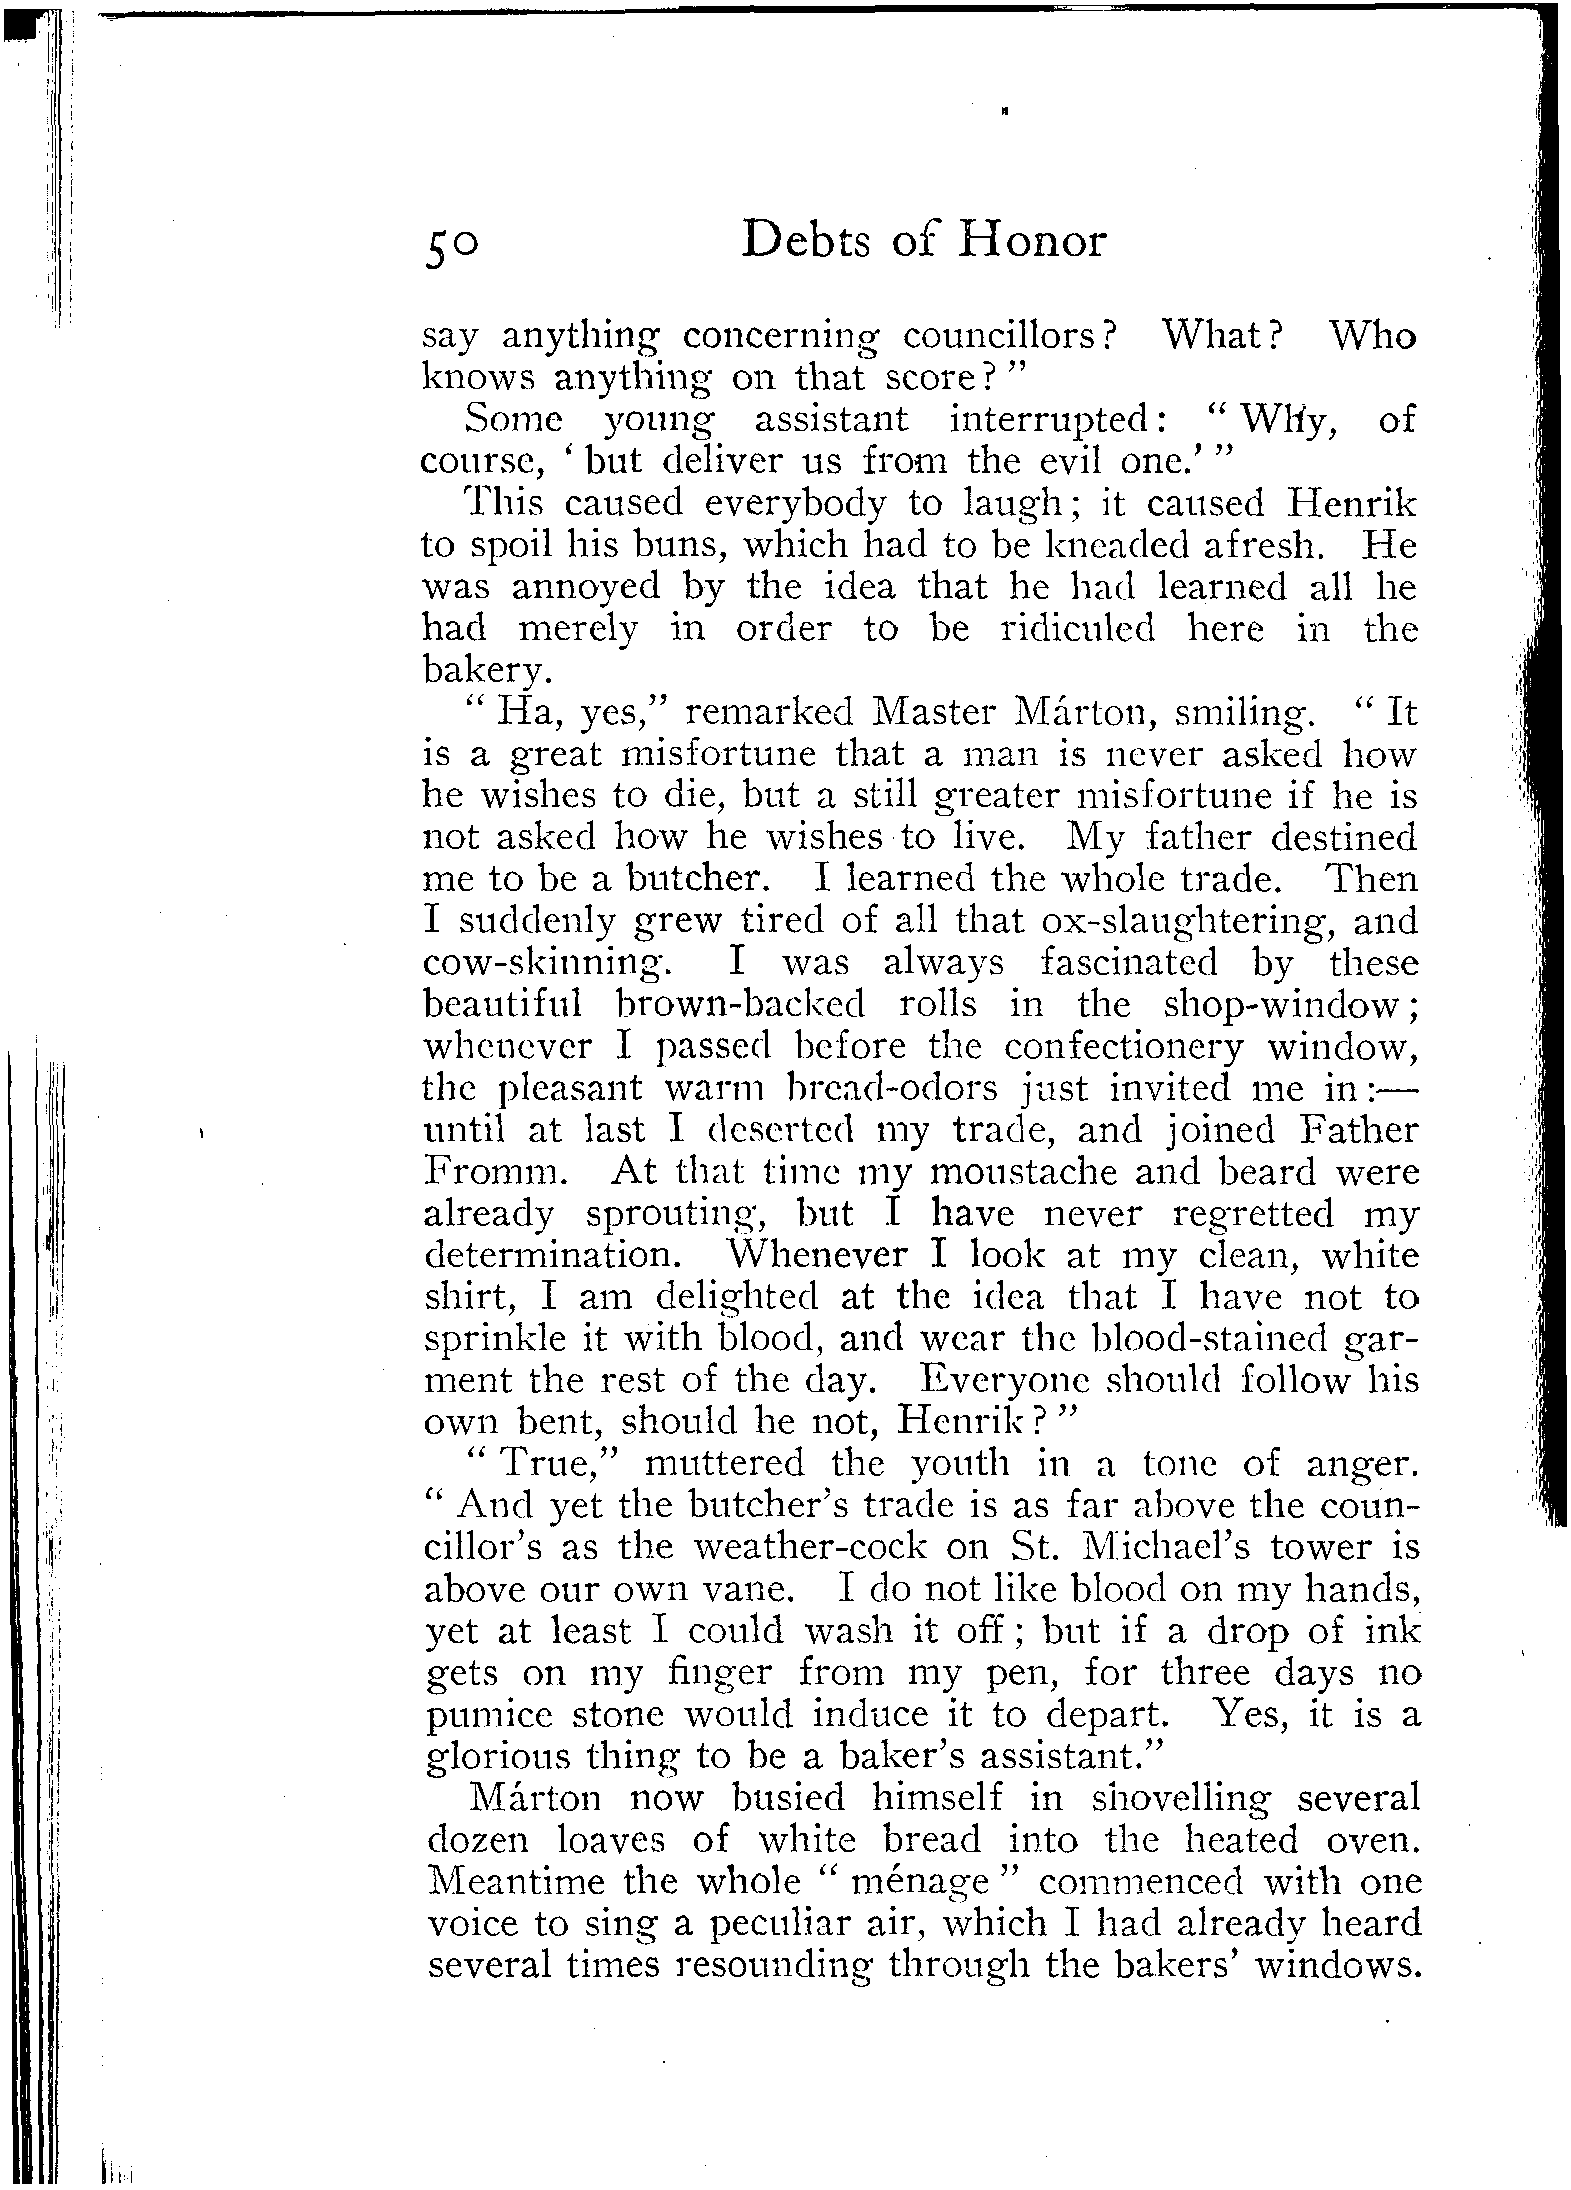 50 Debts of Honor
say anything concerning councillors? What? Who
knows anything on that score?”
Some young assistant interrupted: “Why, of
course, ‘but deliver us from the evil one.’”
This caused everybody to laugh; it caused Henrik
to spoil his buns, which had to be kneaded afresh. He
was annoyed by the idea that he had learned all he
had merely in order to be ridiculed here in the
bakery.
“Ha, yes,” remarked Master Márton, smiling. “It
is a great misfortune that a man is never asked how
he wishes to die, but a still greater misfortune if he is
not asked how he wishes to live. My father destined
me to be a butcher. I learned the whole trade. Then
I suddenly grew tired of all that ox-slaughtering, and
cow-skinning. I was always fascinated by these
beautiful brown-backed rolls in the shop-window;
whenever I passed before the confectionery window,
the pleasant warm bread-odors just invited me in:—
until at last I deserted my trade, and joined Father
Fromm. At that time my moustache and beard were
already sprouting, but I have never regretted my
determination. Whenever I look at my clean, white
shirt, I am delighted at the idea that I have not to
sprinkle it with blood, and wear the blood-stained gar-
ment the rest of the day. Everyone should follow his
own bent, should he not, Henrik?”
“True,” muttered the youth in a tone of anger.
“And yet the butcher’s trade is as far above the coun-
cillor’s as the weather-cock on St. Michael’s tower is
above our own vane. I do not like blood on my hands,
yet at least I could wash it off; but if a drop of ink
gets on my finger from my pen, for three days no
pumice stone would induce it to depart. Yes, it is a
glorious thing to be a baker’s assistant.”
Márton now busied himself in shovelling several
dozen loaves of white bread into the heated oven.
Meantime the whole “ménage” commenced with one
voice to sing a peculiar air, which I had already heard
several times resounding through the bakers’ windows.